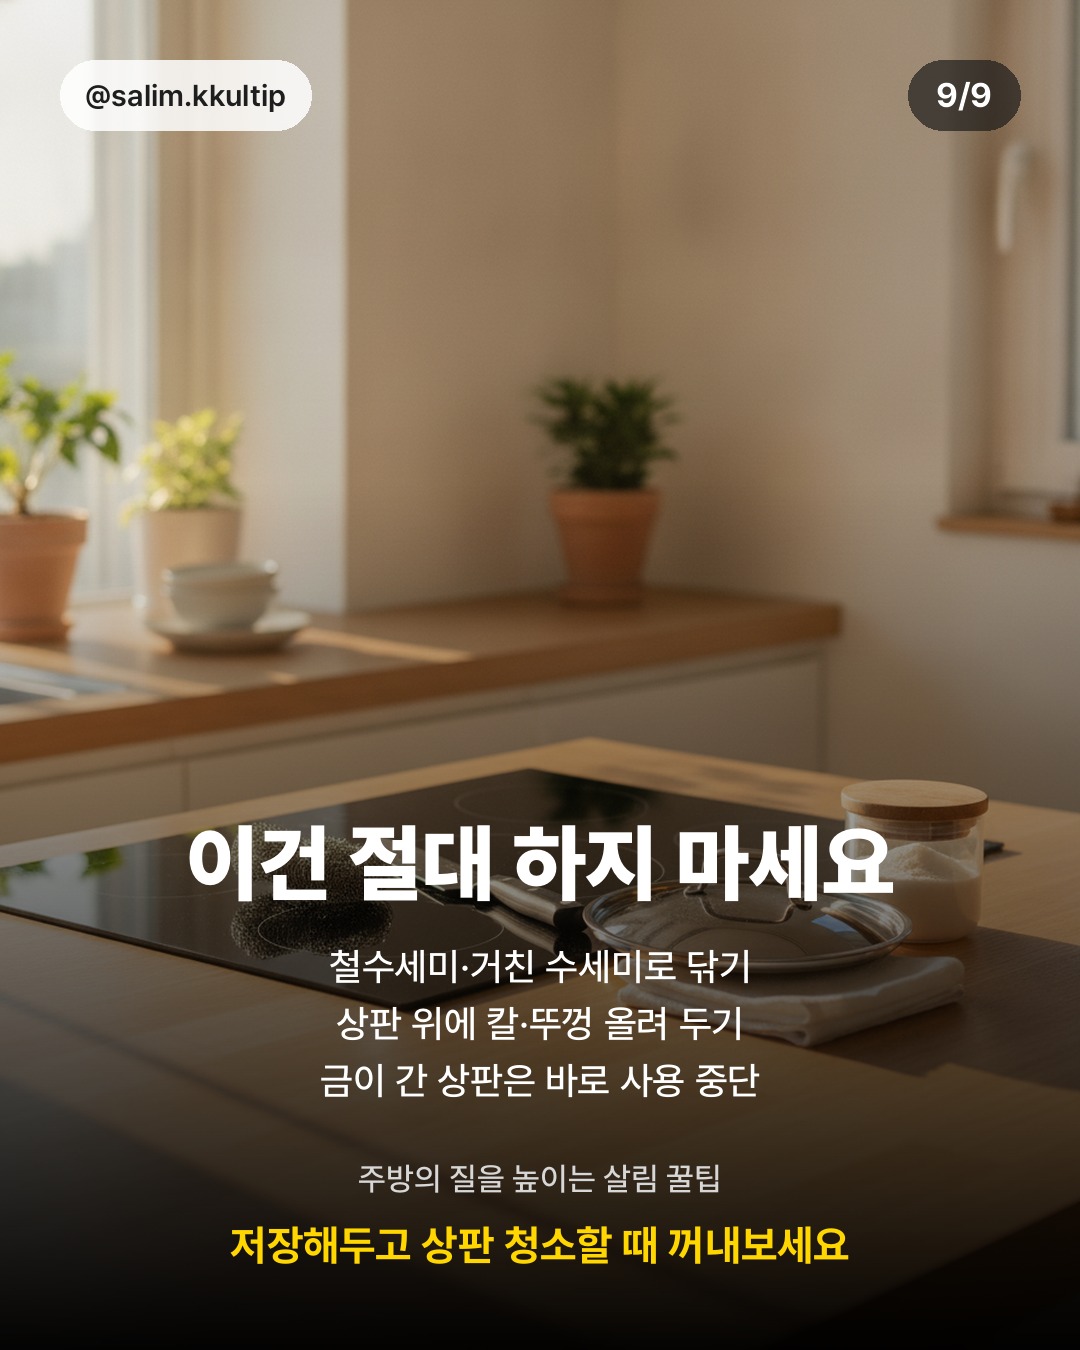 @salim.kkultip
9/9
이건 절대 하지 마세요
철수세미·거친 수세미로 닦기
상판 위에 칼·뚜껑 올려 두기
금이 간 상판은 바로 사용 중단
주방의 질을 높이는 살림 꿀팁
저장해두고 상판 청소할 때 꺼내보세요